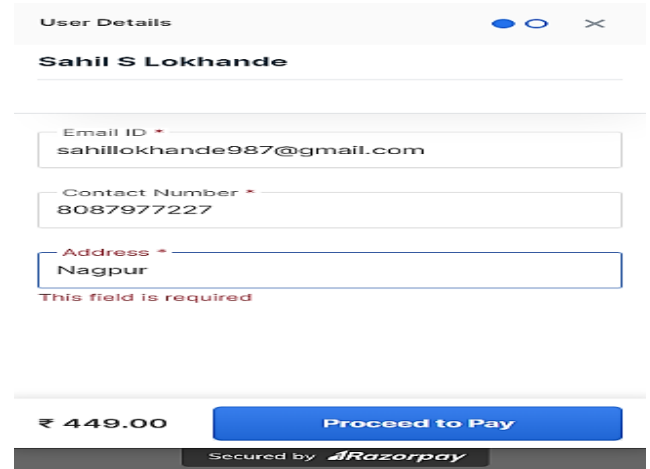 User Details
Sahil S Lokhande
Email ID *
sahillokhande987@gmail.com
Contact Number *
8087977227
Address *
Nagpur
This field is required
₹ 449.00
Proceed to Pay
Secured by Razorpay